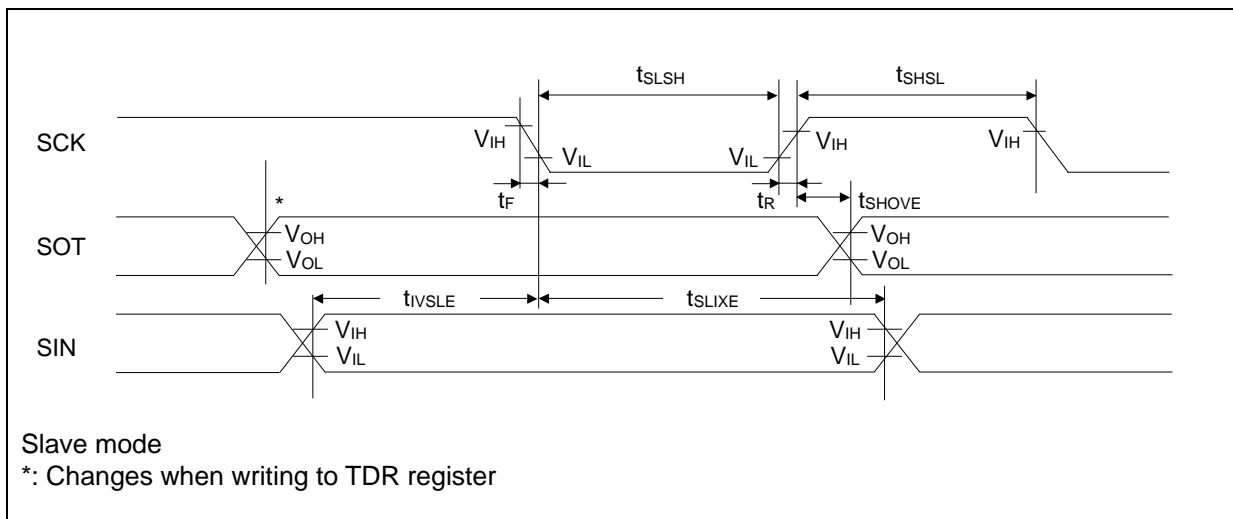 tSLSH
tSHSL
SCK
VIH
VIL
VIL
VIH
VIH
tF
tR
tSHOVE
*
SOT
VOH
VOL
VOH
VOL
tIVSLE
tSLIXE
SIN
VIH
VIL
VIH
VIL
Slave mode
*: Changes when writing to TDR register